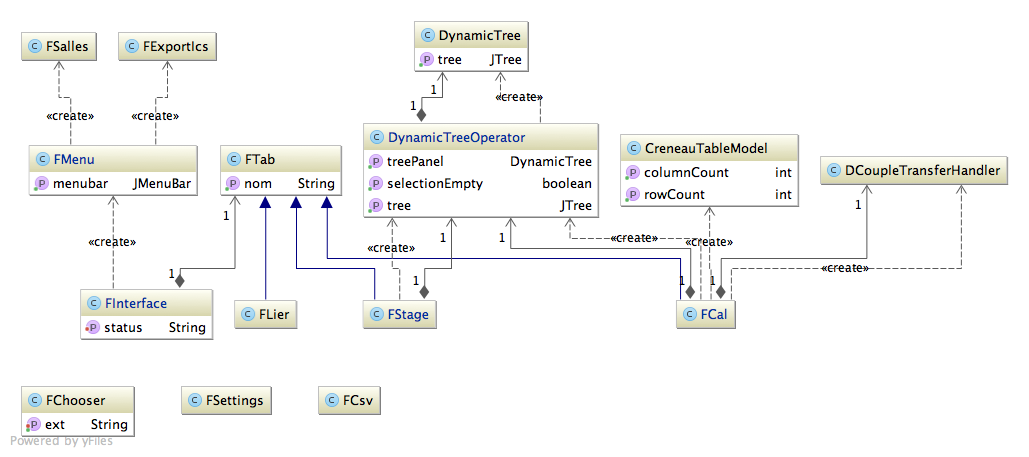 DynamicTree
tree JTree
FSalles
FExportIcs
1
«create»
1
«create»
«create»
DynamicTreeOperator
treePanel DynamicTree
selectionEmpty boolean
tree JTree
CreneauTableModel
columnCount int
rowCount int
FMenu
menubar JMenuBar
FTab
nom String
DCoupleTransferHandler
1
1
1
1
«create»
«create»
«create»
«create»
«create»
1
1
1
1
FInterface
status String
FLier
FStage
FCal
FChooser
ext String
FSettings
FCsv
Powered by yFiles